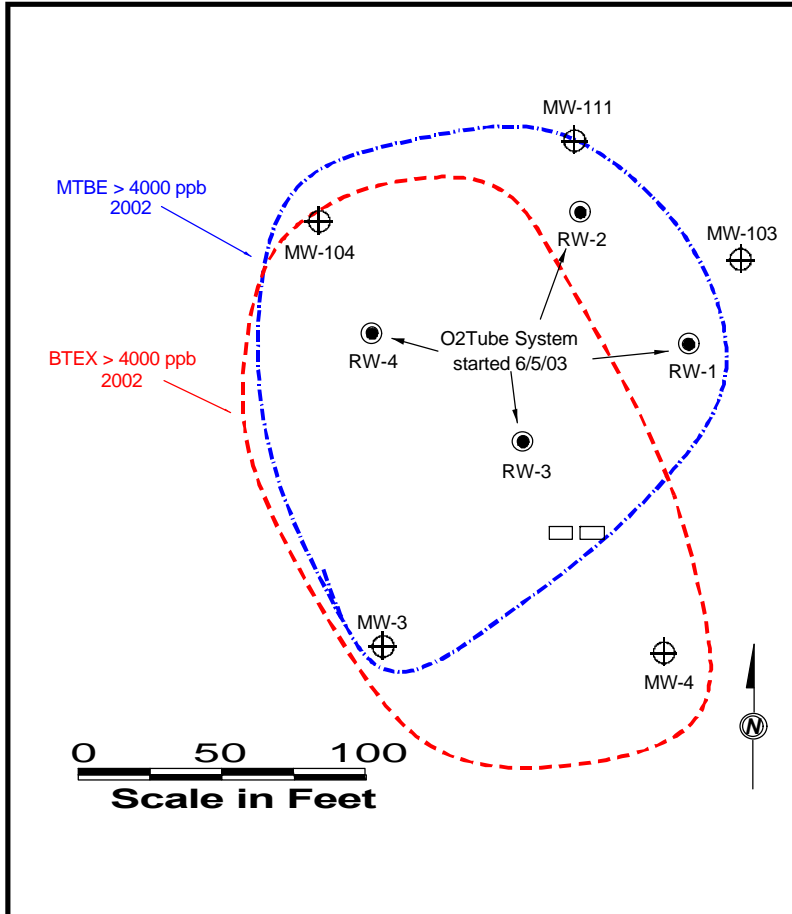 MW-111
MTBE > 4000 ppb
2002
MW-104
RW-2
MW-103
O2Tube System
started 6/5/03
RW-4
RW-1
BTEX > 4000 ppb
2002
RW-3
MW-3
MW-4
N
0 50 100
Scale in Feet